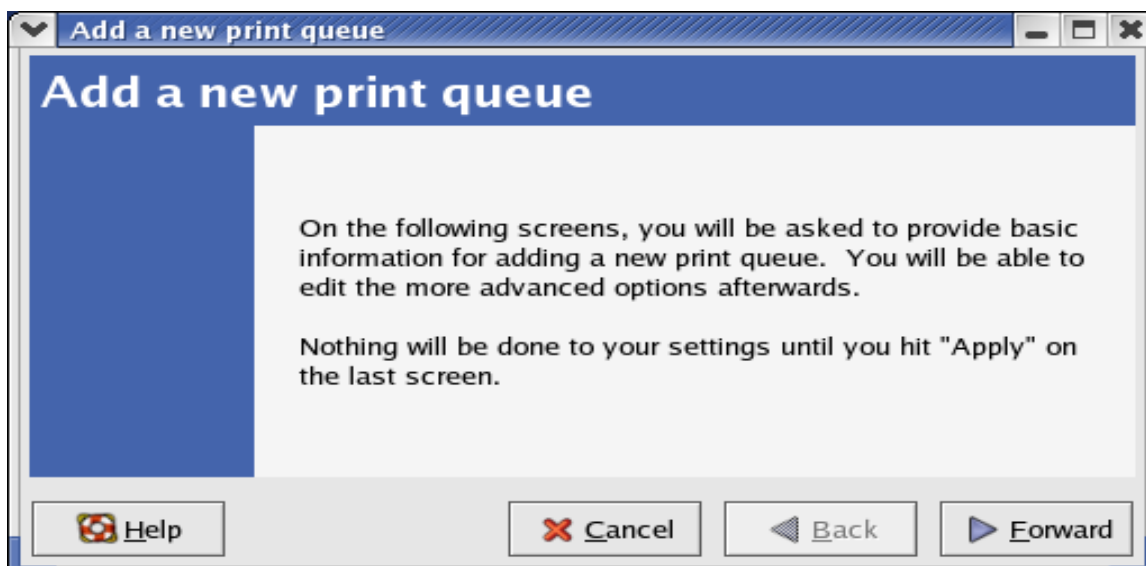 Add a new print queue
Add a new print queue
On the following screens, you will be asked to provide basic
information for adding a new print queue.  You will be able to
edit the more advanced options afterwards.
Nothing will be done to your settings until you hit "Apply" on
the last screen.
Help
Cancel
Back
Forward